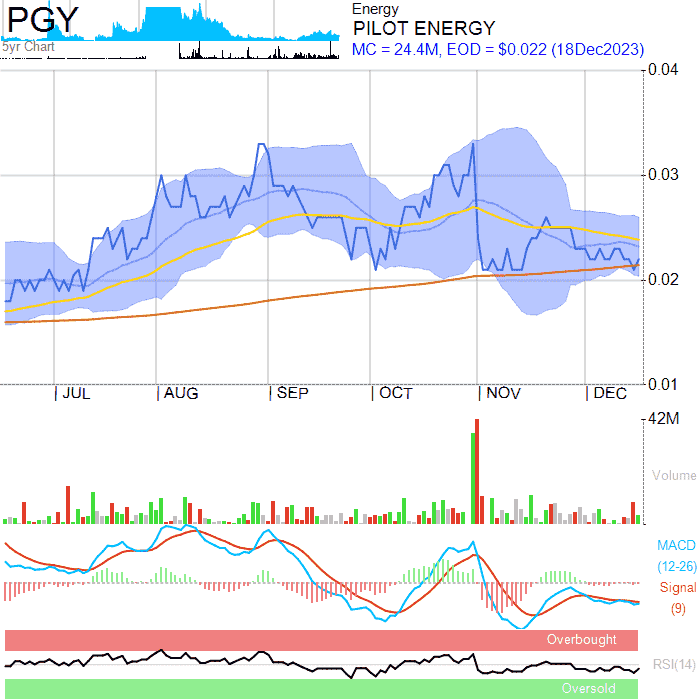 PGY
5yr Chart
Energy
PILOT ENERGY
MC = 24.4M, EOD = $0.022 (18Dec2023)
0.04
0.03
0.02
0.01
JUL AUG SEP OCT NOV DEC
42M
Volume
MACD
(12-26)
Signal
(9)
Overbought
RSI(14)
Oversold